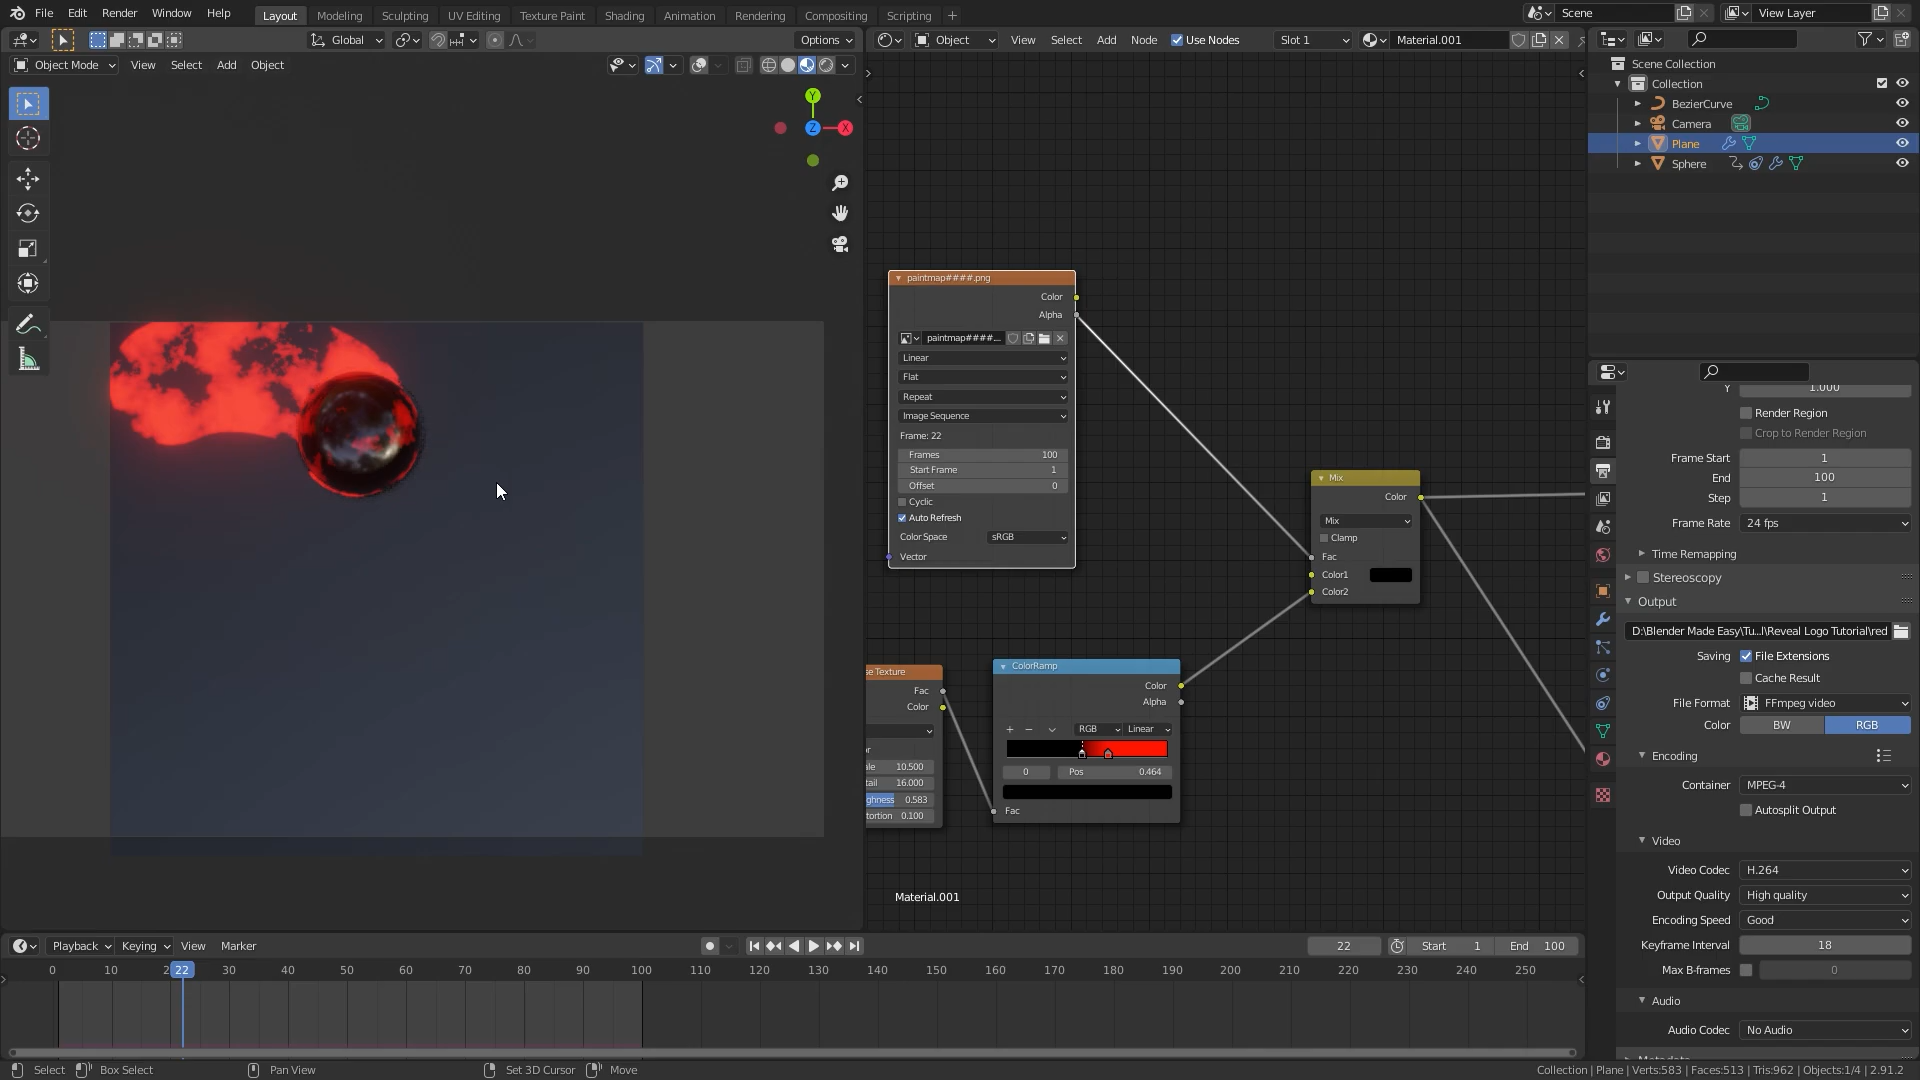 File Edit Render Window Help
Layout Modeling Sculpting UV Editing Texture Paint Shading Animation Rendering Compositing Scripting
Scene
View Layer
Global
Options
Object
View Select Add Node Use Nodes
Slot 1
Material.001
Object Mode View Select Add Object
Scene Collection
Collection
BezierCurve
Camera
Plane
Sphere
Y
X
Z
paintmap####.png
Color
Alpha
paintmap####...
Linear
Flat
Repeat
Image Sequence
Frame: 22
Frames 100
Start Frame 1
Offset 0
Cyclic
Auto Refresh
Color Space sRGB
Vector
Mix
Color
Mix
Clamp
Fac
Color1
Color2
se Texture
Fac
Color
10.500
16.000
ghness 0.583
tortion 0.100
ColorRamp
Color
Alpha
RGB Linear
0 Pos 0.464
Fac
Material.001
Y 1.000
Render Region
Crop to Render Region
Frame Start 1
End 100
Step 1
Frame Rate 24 fps
Time Remapping
Stereoscopy
Output
D:\Blender Made Easy\Tu...l\Reveal Logo Tutorial\red
Saving File Extensions
Cache Result
File Format FFmpeg video
Color BW RGB
Encoding
Container MPEG-4
Autosplit Output
Video
Video Codec H.264
Output Quality High quality
Encoding Speed Good
Keyframe Interval 18
Max B-frames 0
Audio
Audio Codec No Audio
Playback Keying View Marker
22
Start 1
End 100
0 10 22 30 40 50 60 70 80 90 100 110 120 130 140 150 160 170 180 190 200 210 220 230 240 250
Select Box Select Pan View Set 3D Cursor Move
Collection | Plane | Verts:583 | Faces:513 | Tris:962 | Objects:1/4 | 2.91.2